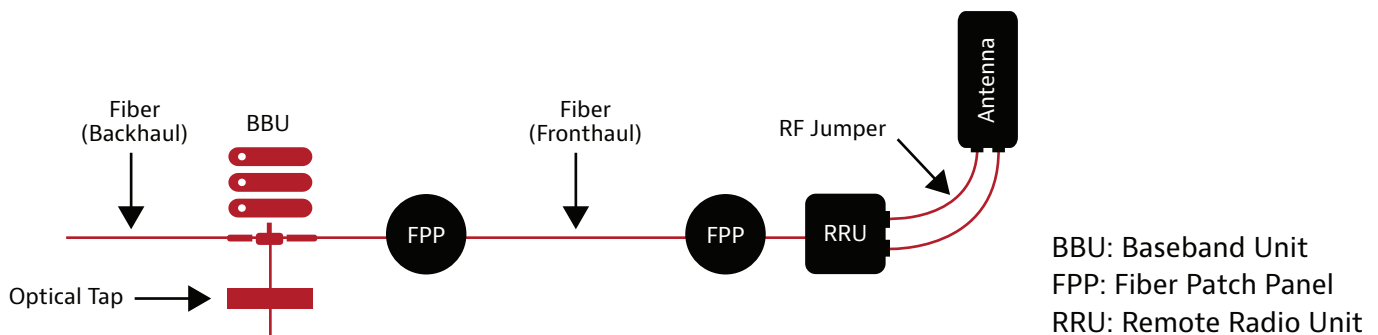 Fiber
(Backhaul)
BBU
Fiber
(Fronthaul)
RF Jumper
Antenna
FPP
FPP
RRU
Optical Tap
BBU: Baseband Unit
FPP: Fiber Patch Panel
RRU: Remote Radio Unit